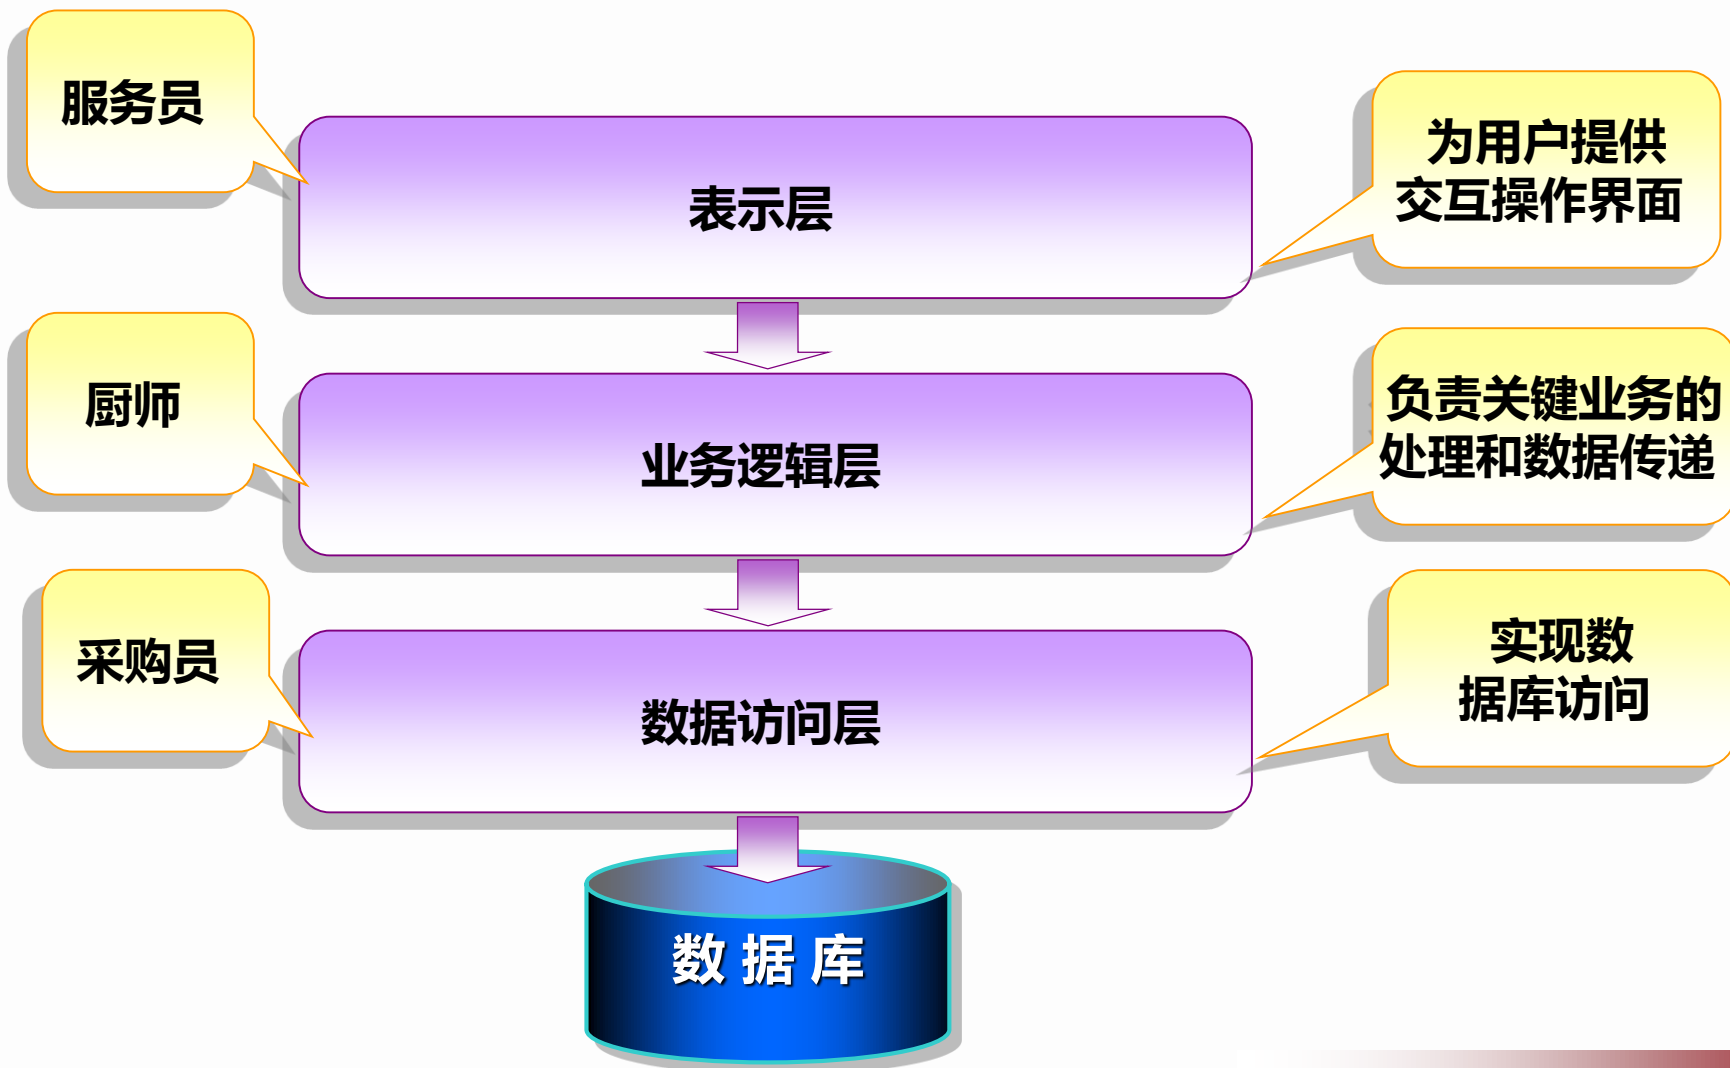 服务员
表示层
为用户提供
交互操作界面
厨师
业务逻辑层
负责关键业务的
处理和数据传递
采购员
数据访问层
实现数
据库访问
数据库